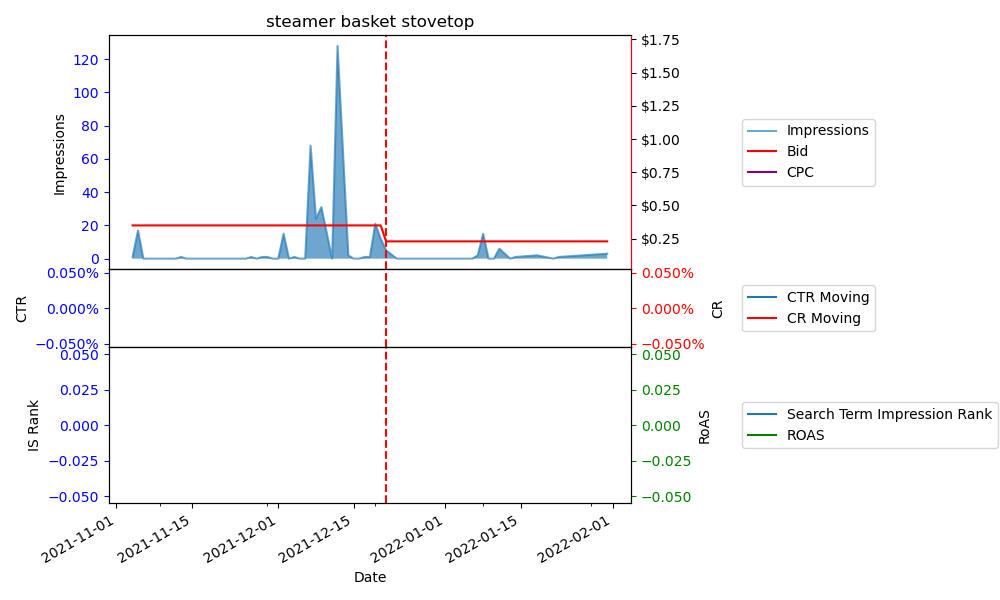 steamer basket stovetop
Impressions
120
100
80
60
40
20
0
$1.75
$1.50
$1.25
$1.00
$0.75
$0.50
$0.25
Impressions
Bid
CPC
CTR
0.050%
0.000%
−0.050%
0.050%
0.000%
−0.050%
CR
CTR Moving
CR Moving
IS Rank
0.050
0.025
0.000
−0.025
−0.050
0.050
0.025
0.000
−0.025
−0.050
RoAS
Search Term Impression Rank
ROAS
2021-11-01
2021-11-15
2021-12-01
2021-12-15
2022-01-01
2022-01-15
2022-02-01
Date